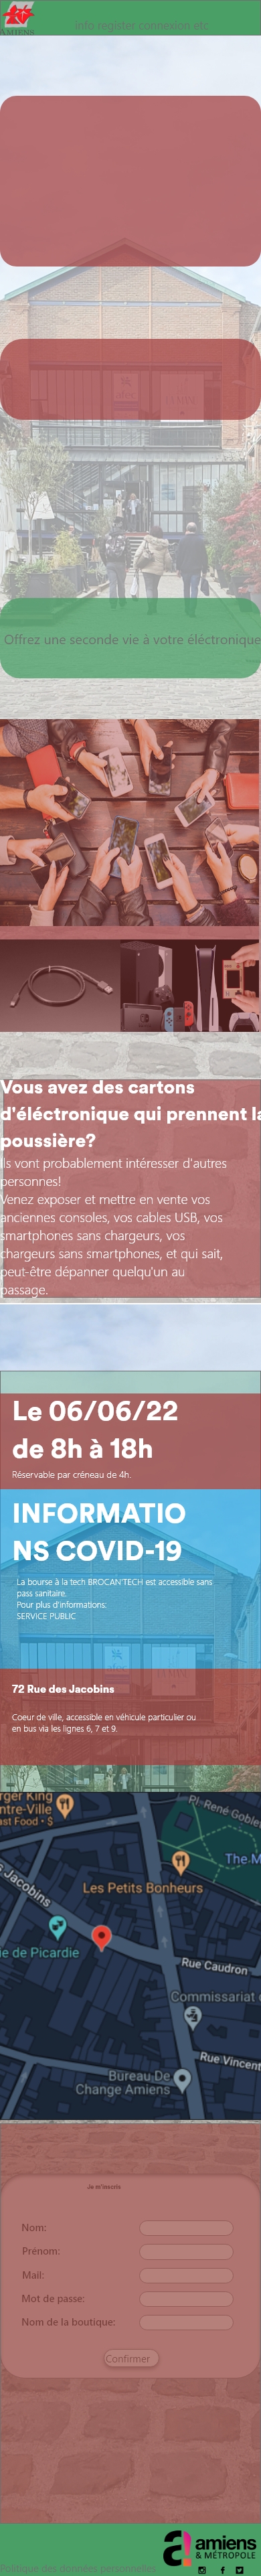 AMIENS
Info register connexion etc
Offrez une seconde vie à votre éléctronique
Vous avez des cartons
d'éléctronique qui prennent la
poussière?
Ils vont probablement intéresser d'autres
personnes!
Venez exposer et mettre en vente vos
anciennes consoles, vos cables USB, vos
smartphones sans chargeurs, vos
chargeurs sans smartphones, et qui sait,
peut-être dépanner quelqu'un au
passage.
Le 06/06/22
de 8h à 18h
Réservable par créneau de 4h.
INFORMATIO
NS COVID-19
La bourse à la tech BROCAN'TECH est accessible sans
pass sanitaire.
Pour plus d'informations:
SERVICE PUBLIC
72 Rue des Jacobins
Coeur de ville, accessible en véhicule particulier ou
en bus via les lignes 6, 7 et 9.
rger King
ntre-Ville
ast Food • $
Pl. René Goble
Les Petits Bonheurs
The M
s Jacobins
ie de Picardie
Rue Caudron
Commissariat
Rue Vincent
Bureau De
Change Amiens
Je m'inscris
Nom:
Prénom:
Mail:
Mot de passe:
Nom de la boutique:
Confirmer
amiens
& MÉTROPOLE
Politique des données personnelles